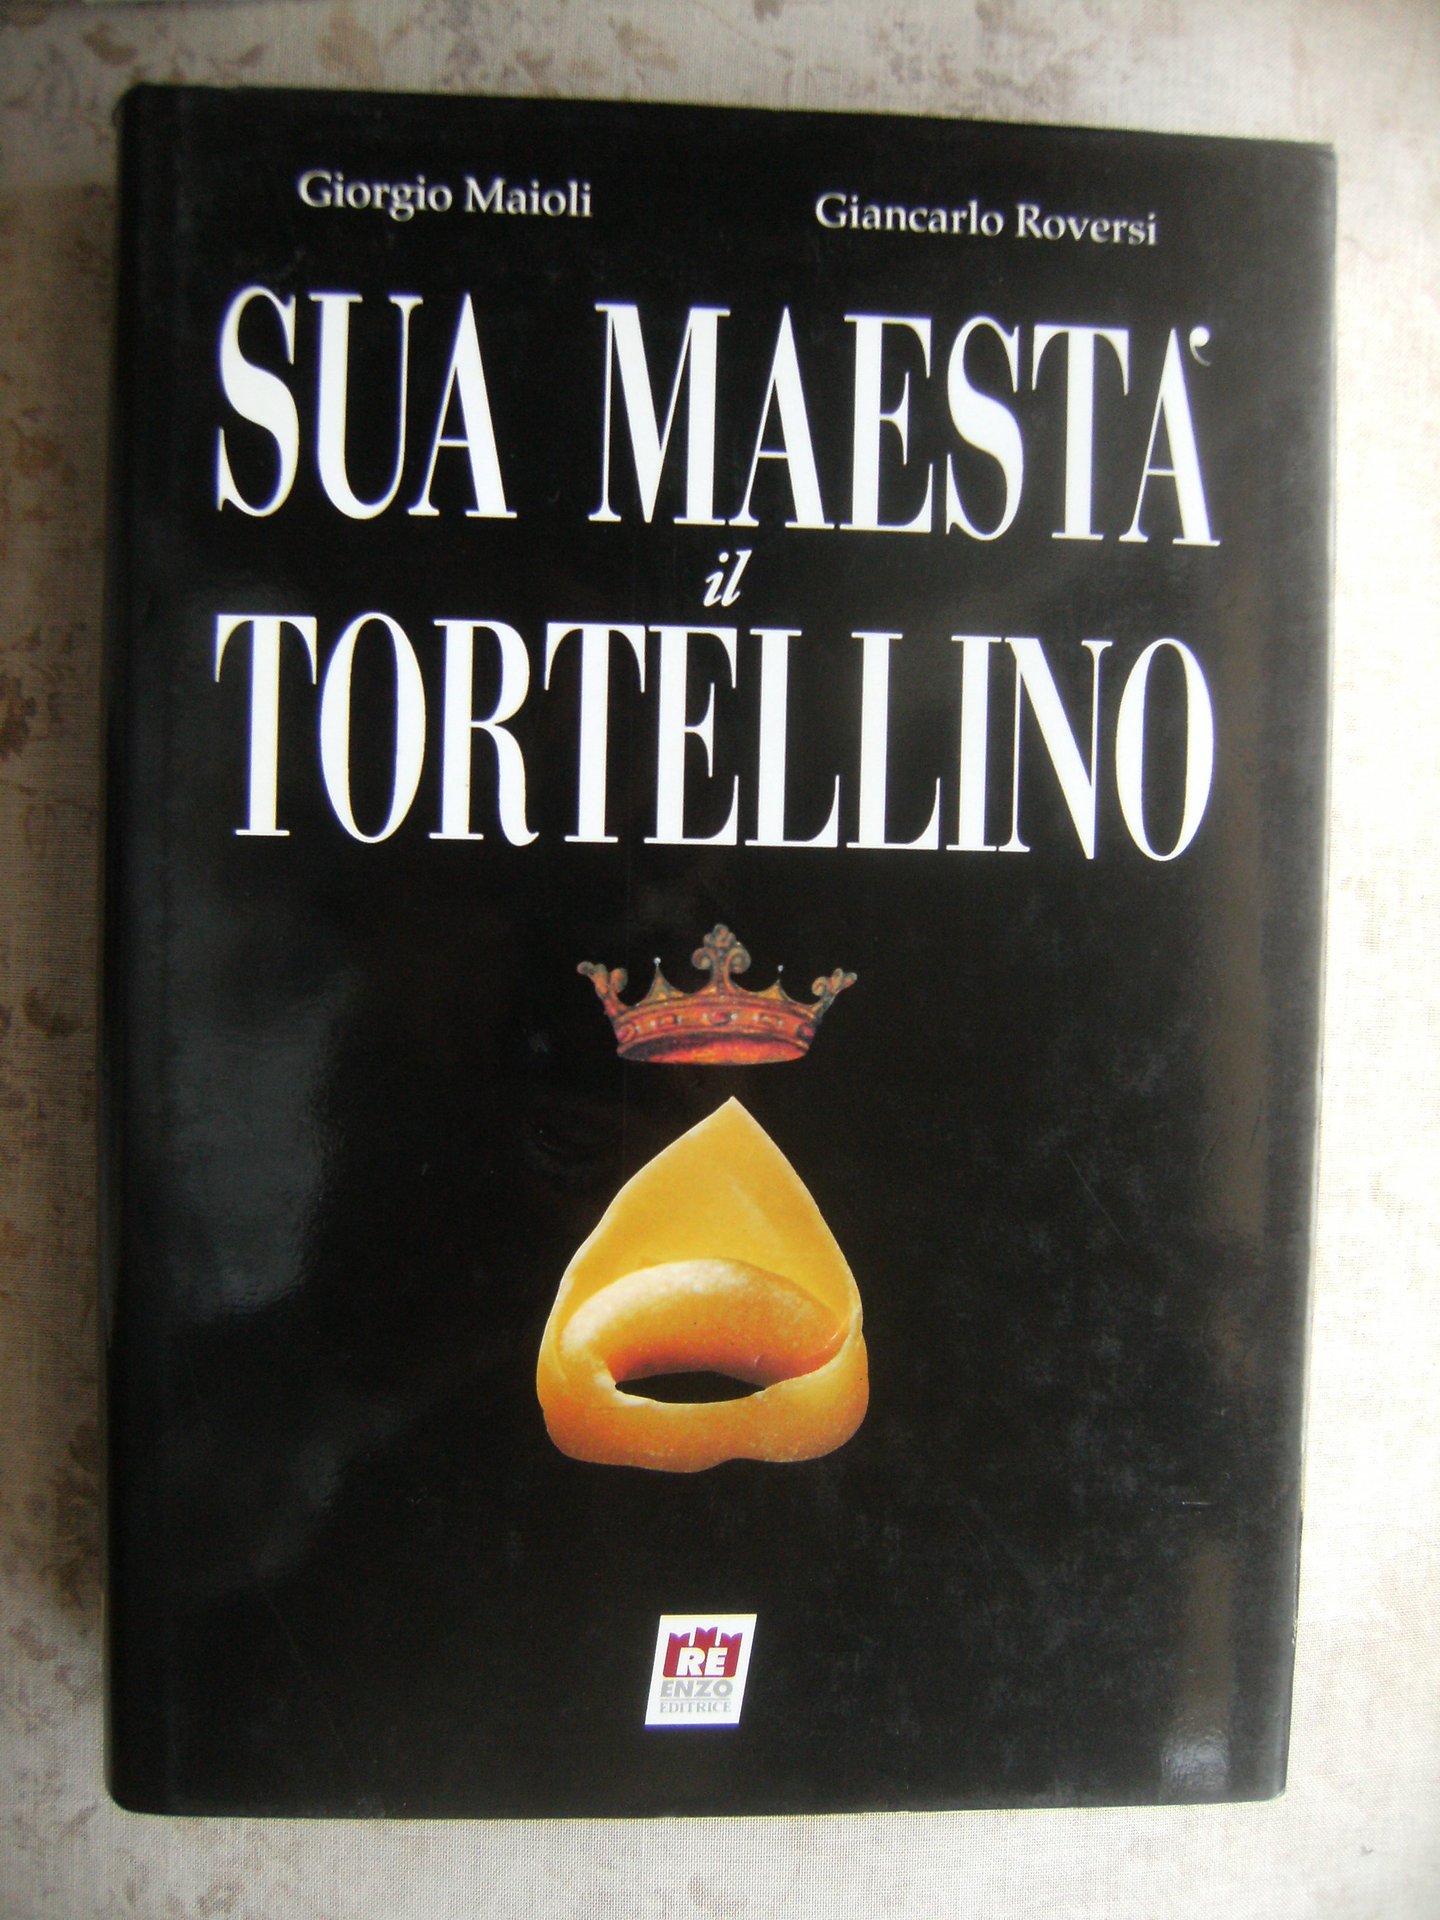 Giorgio Maioli Giancarlo Roversi
SUA MAESTA'
il
TORTELLINO
RE
ENZO
EDITRICE